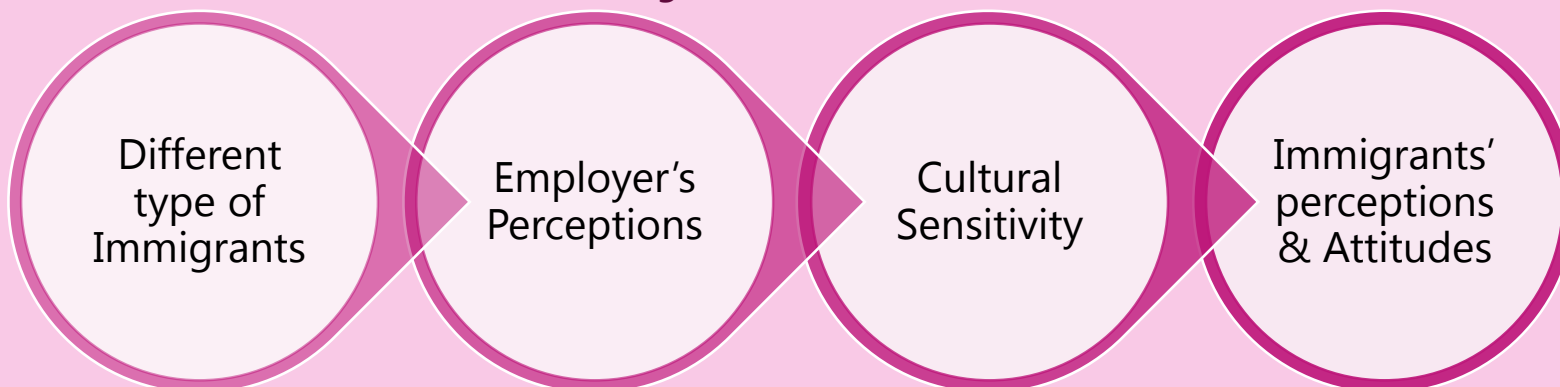 Different
type of
Immigrants
Employer’s
Perceptions
Cultural
Sensitivity
Immigrants’
perceptions
& Attitudes